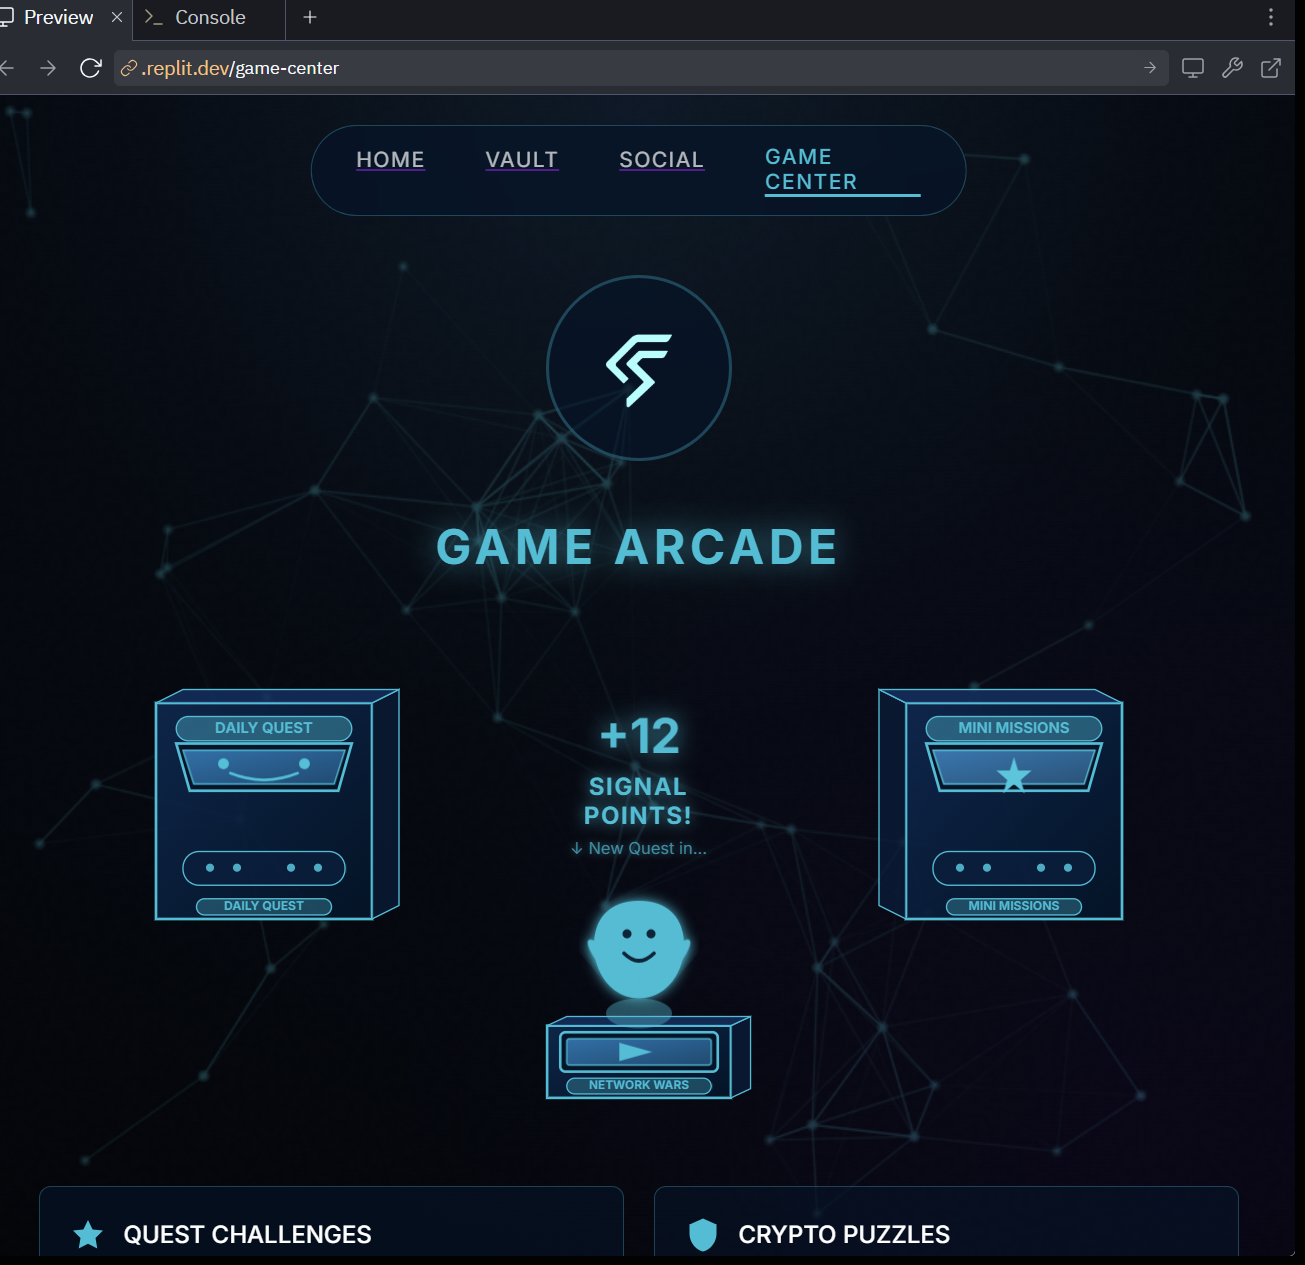 Preview
Console
.replit.dev/game-center
HOME
VAULT
SOCIAL
GAME
CENTER
GAME ARCADE
DAILY QUEST
DAILY QUEST
+12
SIGNAL
POINTS!
↓ New Quest in...
MINI MISSIONS
MINI MISSIONS
NETWORK WARS
QUEST CHALLENGES
CRYPTO PUZZLES